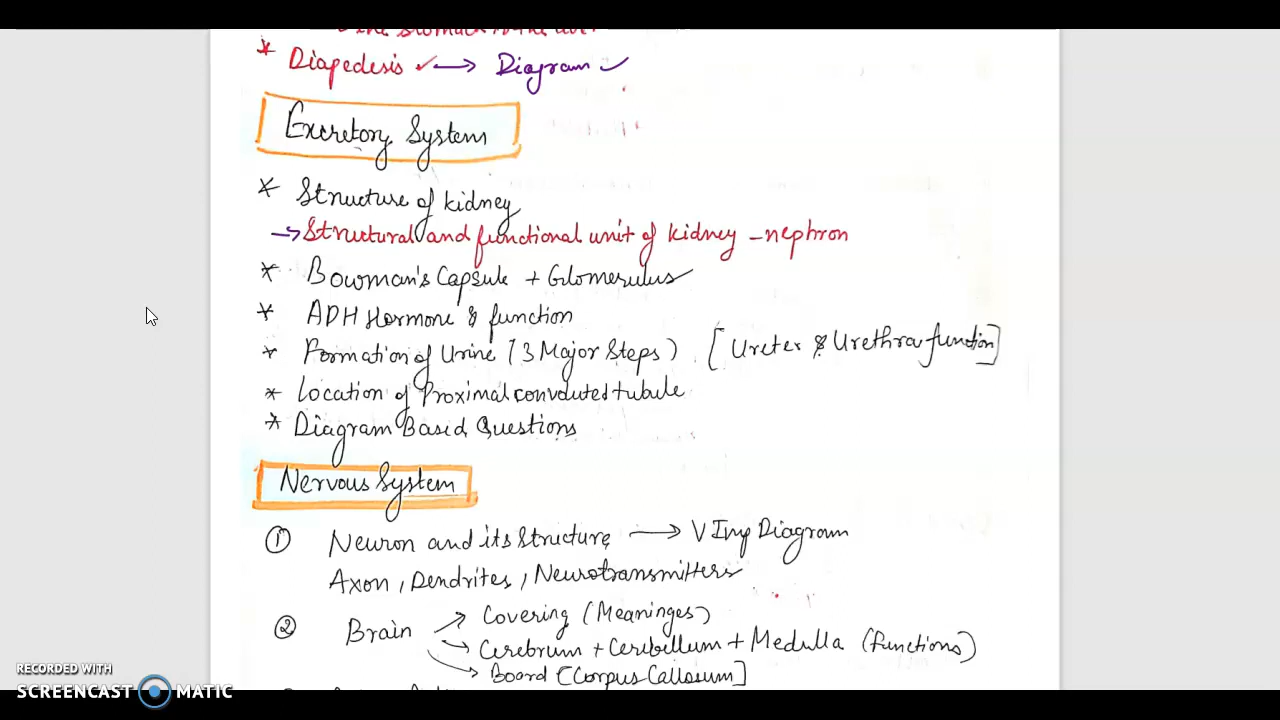 * Diapedesis ✓ → Diagram ✓
Excretory System
* Structure of kidney
→ Structural and functional unit of kidney - nephron
* Bowman's Capsule + Glomerulus
* ADH Hormone & function
* Formation of Urine (3 Major Steps) [Ureter & Urethra function]
* Location of Proximal convouted tubule
* Diagram Based Questions
Nervous System
① Neuron and its Structure → V Imp Diagram
Axon, Dendrites, Neurotransmitters
② Brain → Covering (Meaninges)
→ Cerebrum + Cerebellum + Medulla (functions)
→ Board [Corpus Callosum]
RECORDED WITH
SCREENCAST MATIC